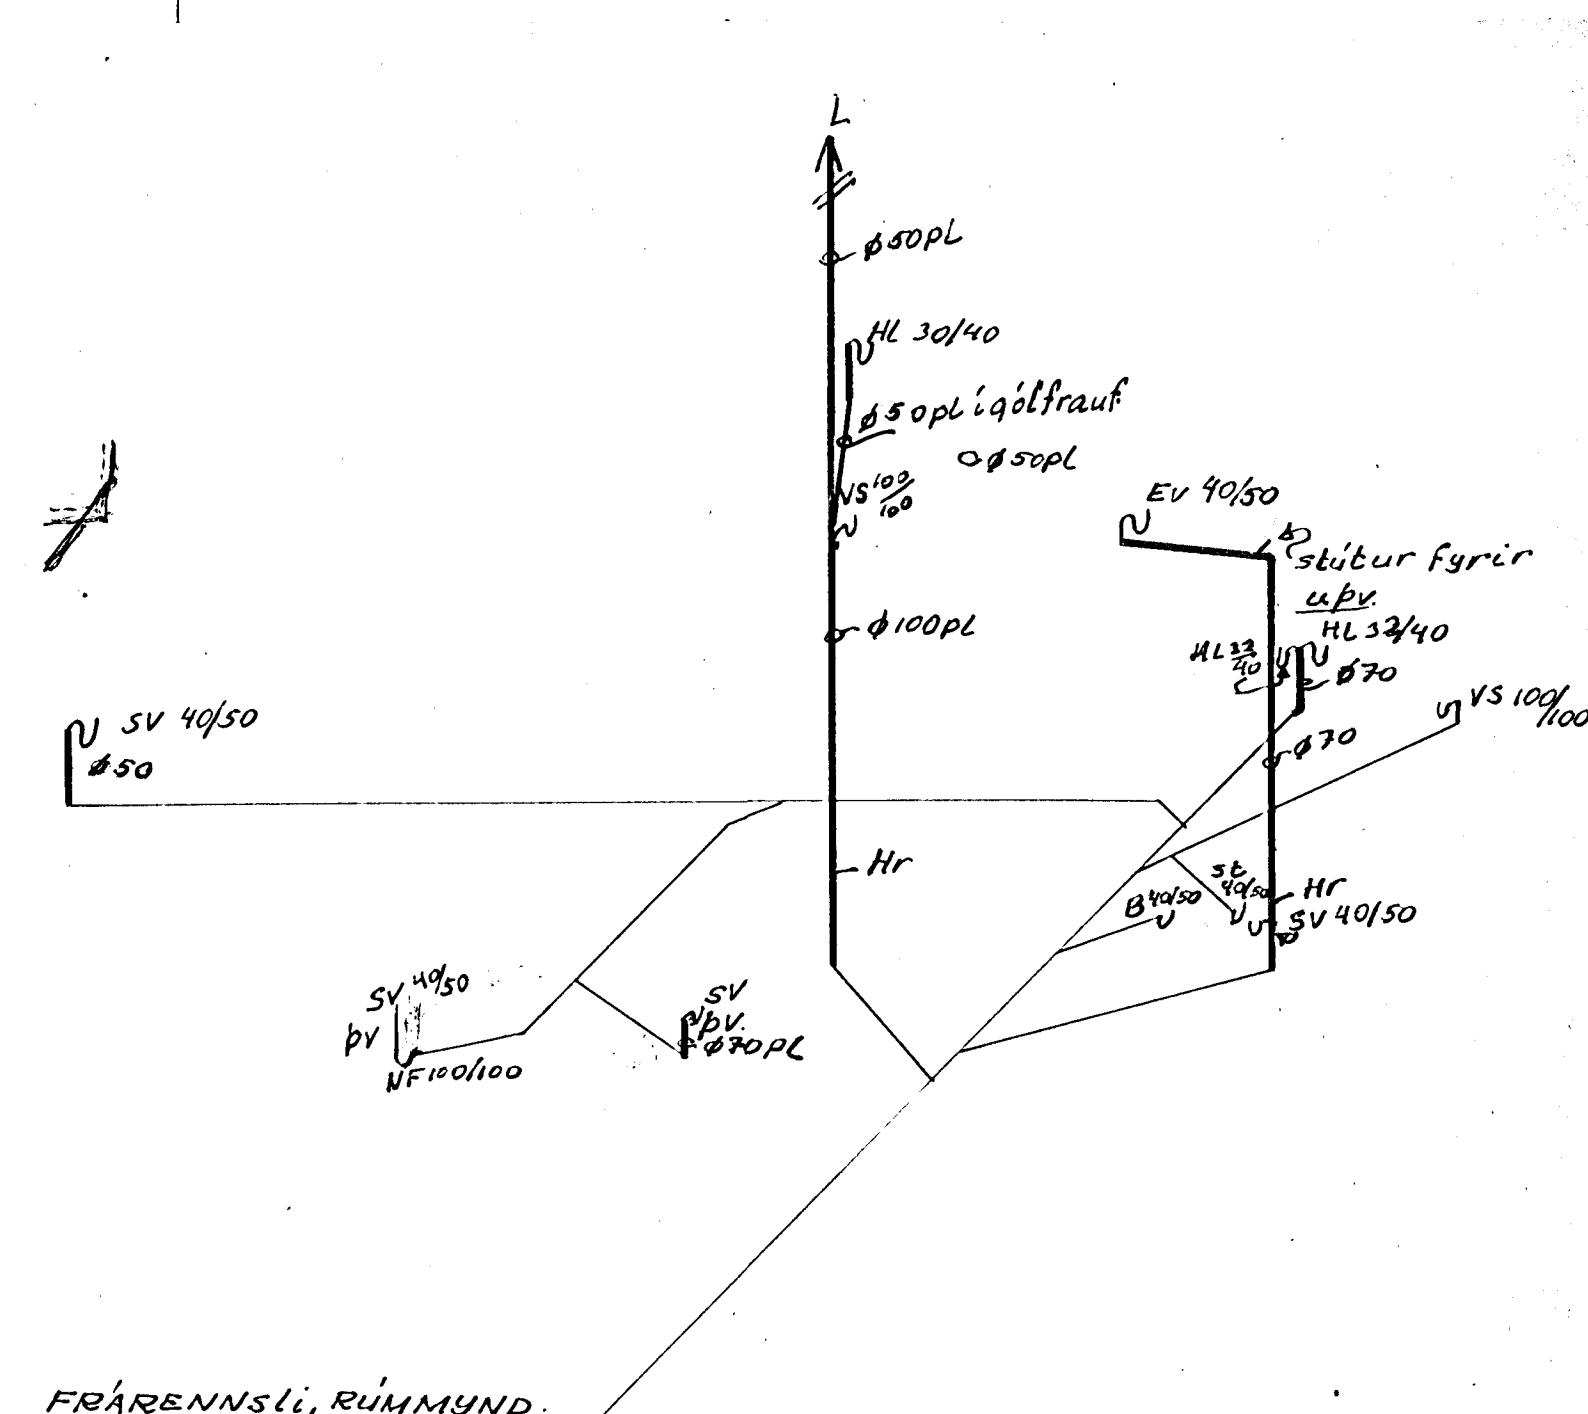 L
ø50pl
HL 30/40
ø50pl í gólfrauf.
ø50pl
VS 100/100
EV 40/50
stútur fyrir
upv.
HL 32/40
HL 32/40
ø70
VS 100/100
ø100pl
ø70
SV 40/50
ø50
Hr
st 40/50
B 40/50
Hr
SV 40/50
SV 40/50
þv
NF 100/100
SV
þv.
ø70pl
FRÁRENNSLi, RÚMMYND.